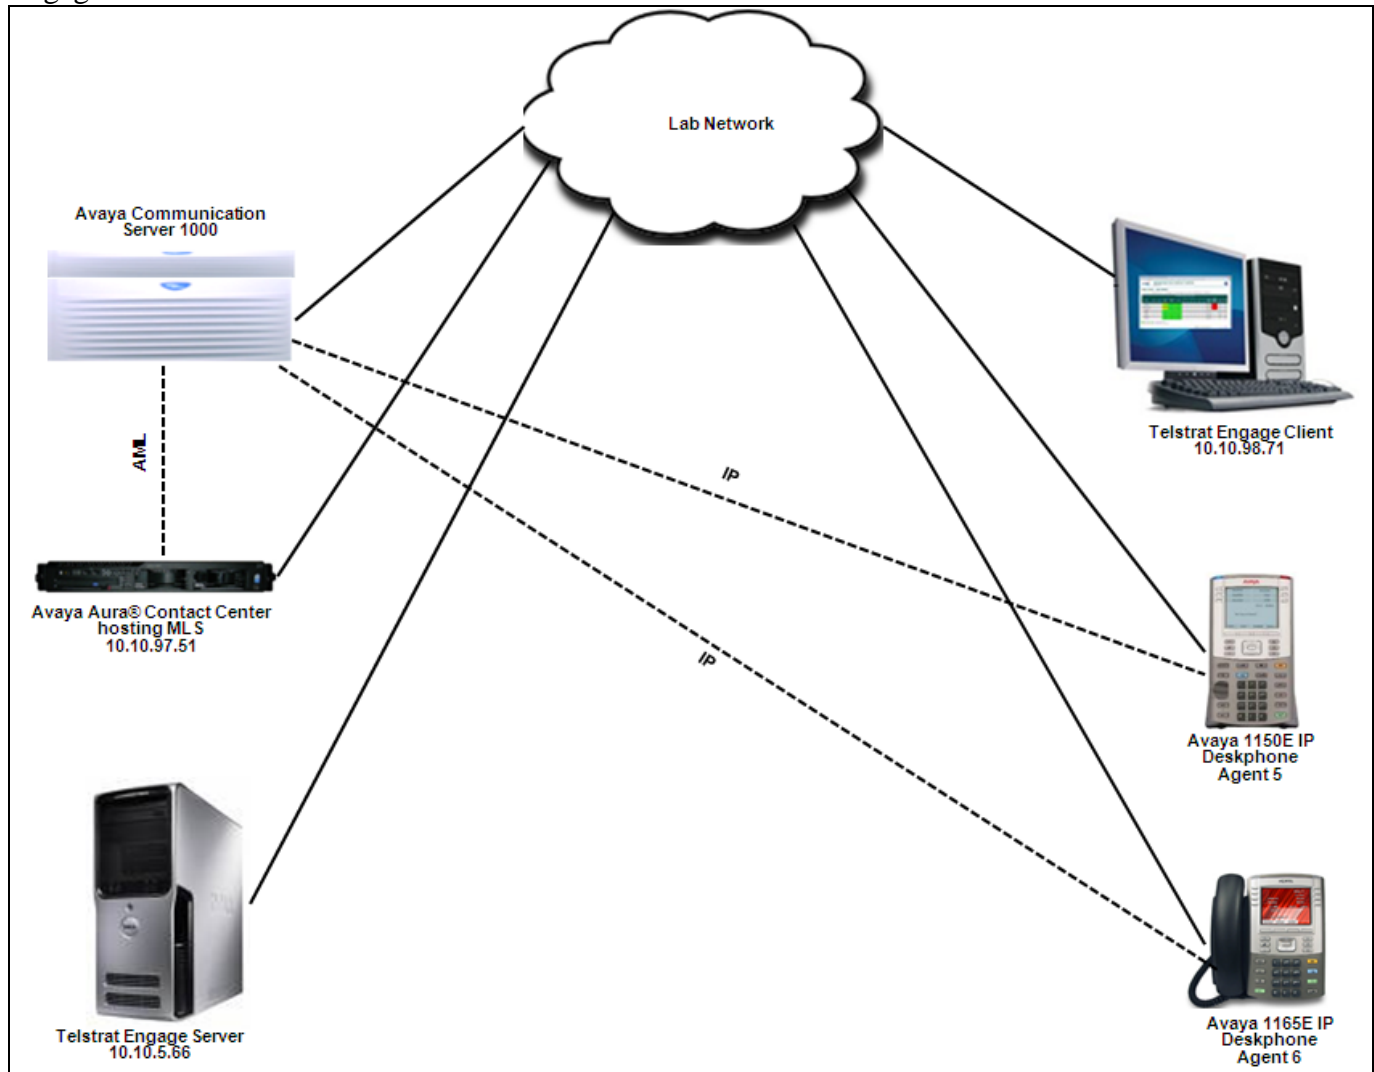 Lab Network
Avaya Communication
Server 1000
AML
IP
IP
Telstrat Engage Client
10.10.98.71
Avaya Aura® Contact Center
hosting MLS
10.10.97.51
Avaya 1150E IP
Deskphone
Agent 5
Telstrat Engage Server
10.10.5.66
Avaya 1165E IP
Deskphone
Agent 6